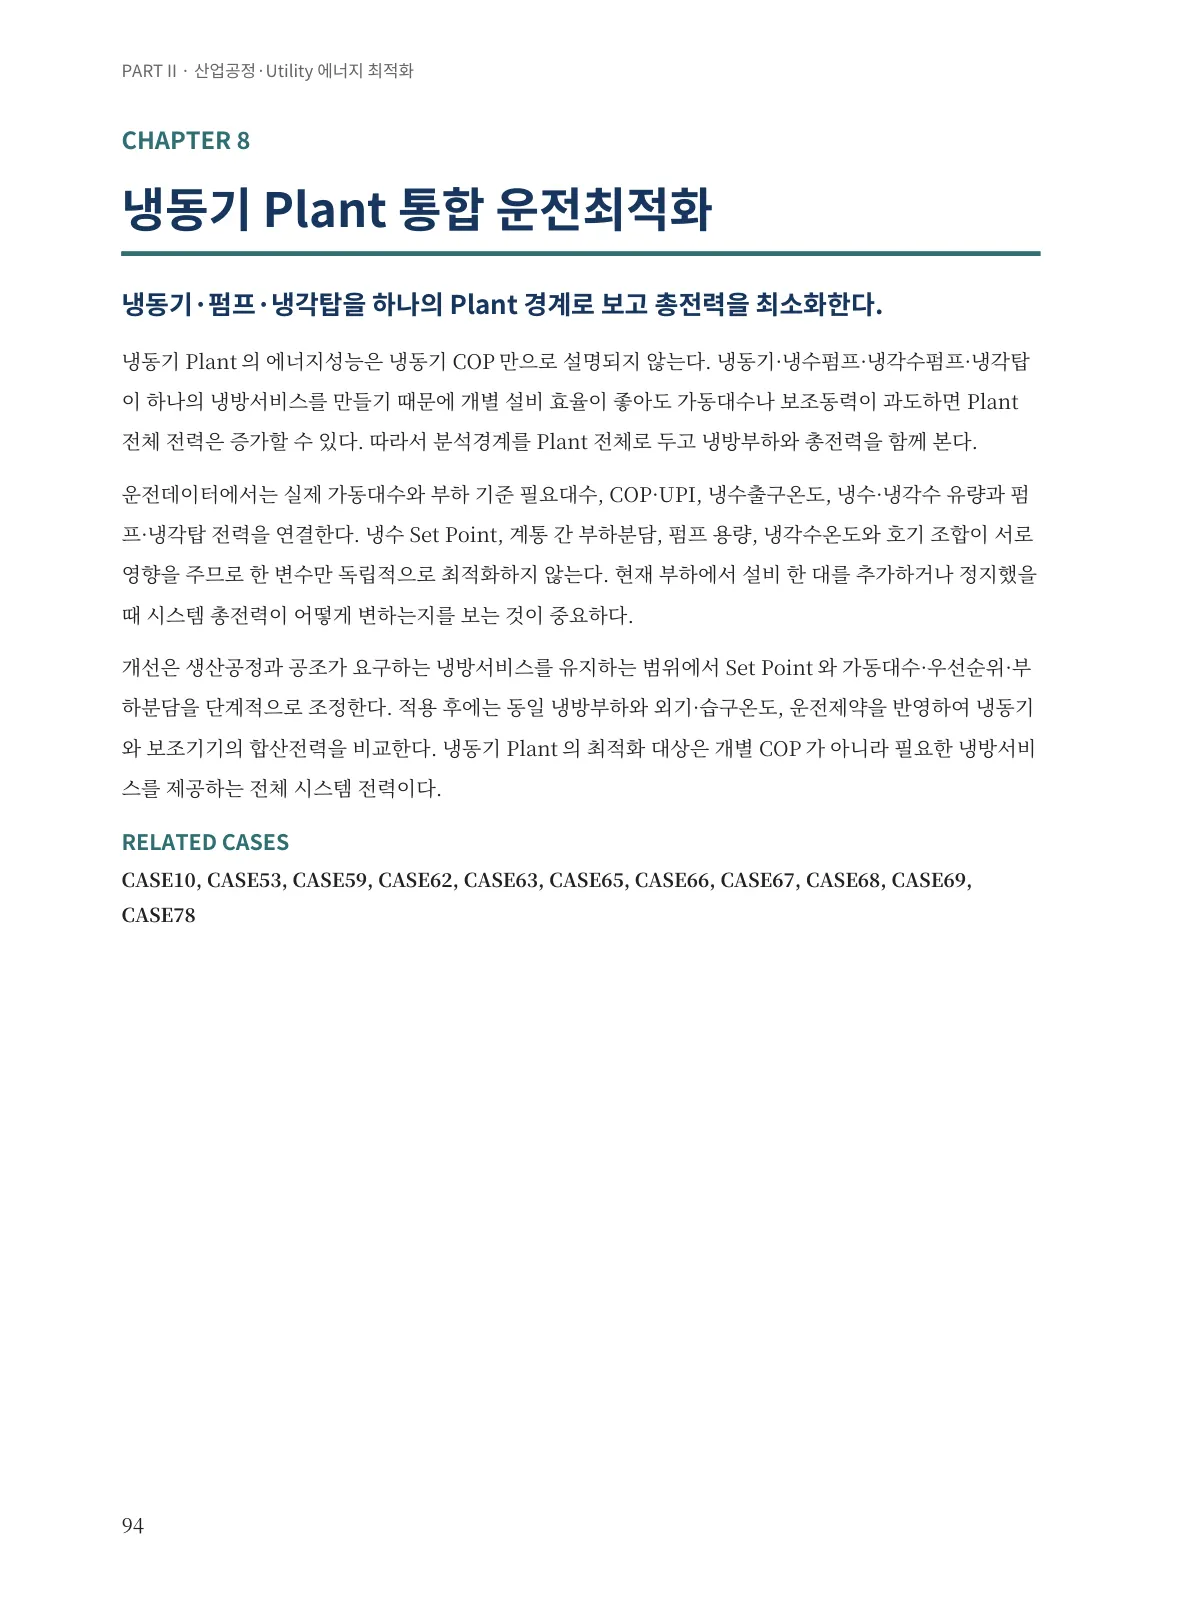 PART II · 산업공정·Utility 에너지 최적화
CHAPTER 8
냉동기 Plant 통합 운전최적화
냉동기·펌프·냉각탑을 하나의 Plant 경계로 보고 총전력을 최소화한다.
냉동기 Plant의 에너지성능은 냉동기 COP만으로 설명되지 않는다. 냉동기·냉수펌프·냉각수펌프·냉각탑
이 하나의 냉방서비스를 만들기 때문에 개별 설비 효율이 좋아도 가동대수나 보조동력이 과도하면 Plant
전체 전력은 증가할 수 있다. 따라서 분석경계를 Plant 전체로 두고 냉방부하와 총전력을 함께 본다.
운전데이터에서는 실제 가동대수와 부하 기준 필요대수, COP·UPI, 냉수출구온도, 냉수·냉각수 유량과 펌
프·냉각탑 전력을 연결한다. 냉수 Set Point, 계통 간 부하분담, 펌프 용량, 냉각수온도와 호기 조합이 서로
영향을 주므로 한 변수만 독립적으로 최적화하지 않는다. 현재 부하에서 설비 한 대를 추가하거나 정지했을
때 시스템 총전력이 어떻게 변하는지를 보는 것이 중요하다.
개선은 생산공정과 공조가 요구하는 냉방서비스를 유지하는 범위에서 Set Point와 가동대수·우선순위·부
하분담을 단계적으로 조정한다. 적용 후에는 동일 냉방부하와 외기·습구온도, 운전제약을 반영하여 냉동기
와 보조기기의 합산전력을 비교한다. 냉동기 Plant의 최적화 대상은 개별 COP가 아니라 필요한 냉방서비
스를 제공하는 전체 시스템 전력이다.
RELATED CASES
CASE10, CASE53, CASE59, CASE62, CASE63, CASE65, CASE66, CASE67, CASE68, CASE69,
CASE78
94